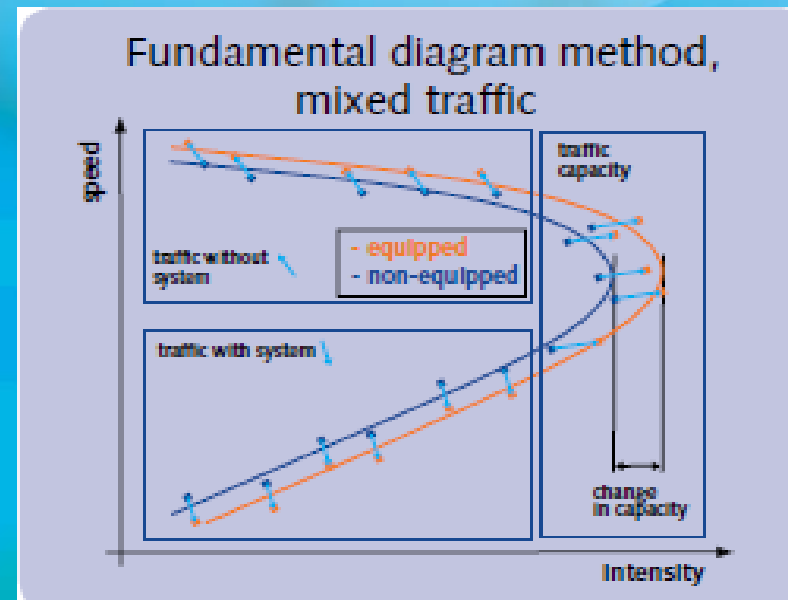 Fundamental diagram method,
mixed traffic
speed
traffic
capacity
traffic without
system
- equipped
- non-equipped
traffic with system
change
in capacity
intensity